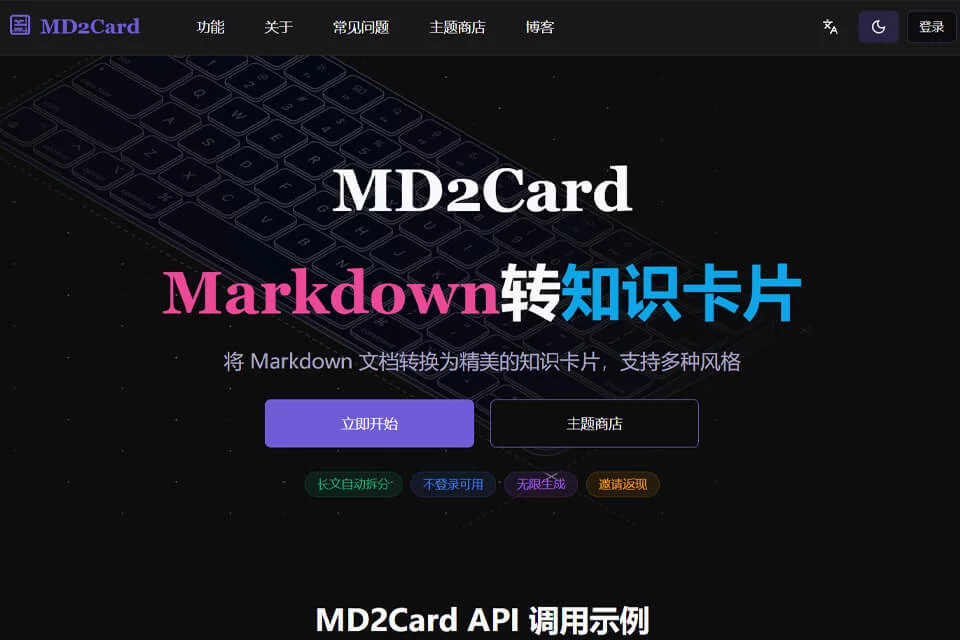 MD2Card 功能 关于 常见问题 主题商店 博客 登录
MD2Card
Markdown转知识卡片
将 Markdown 文档转换为精美的知识卡片，支持多种风格
立即开始 主题商店
长文自动拆分 不登录可用 无限生成 邀请返现
MD2Card API 调用示例